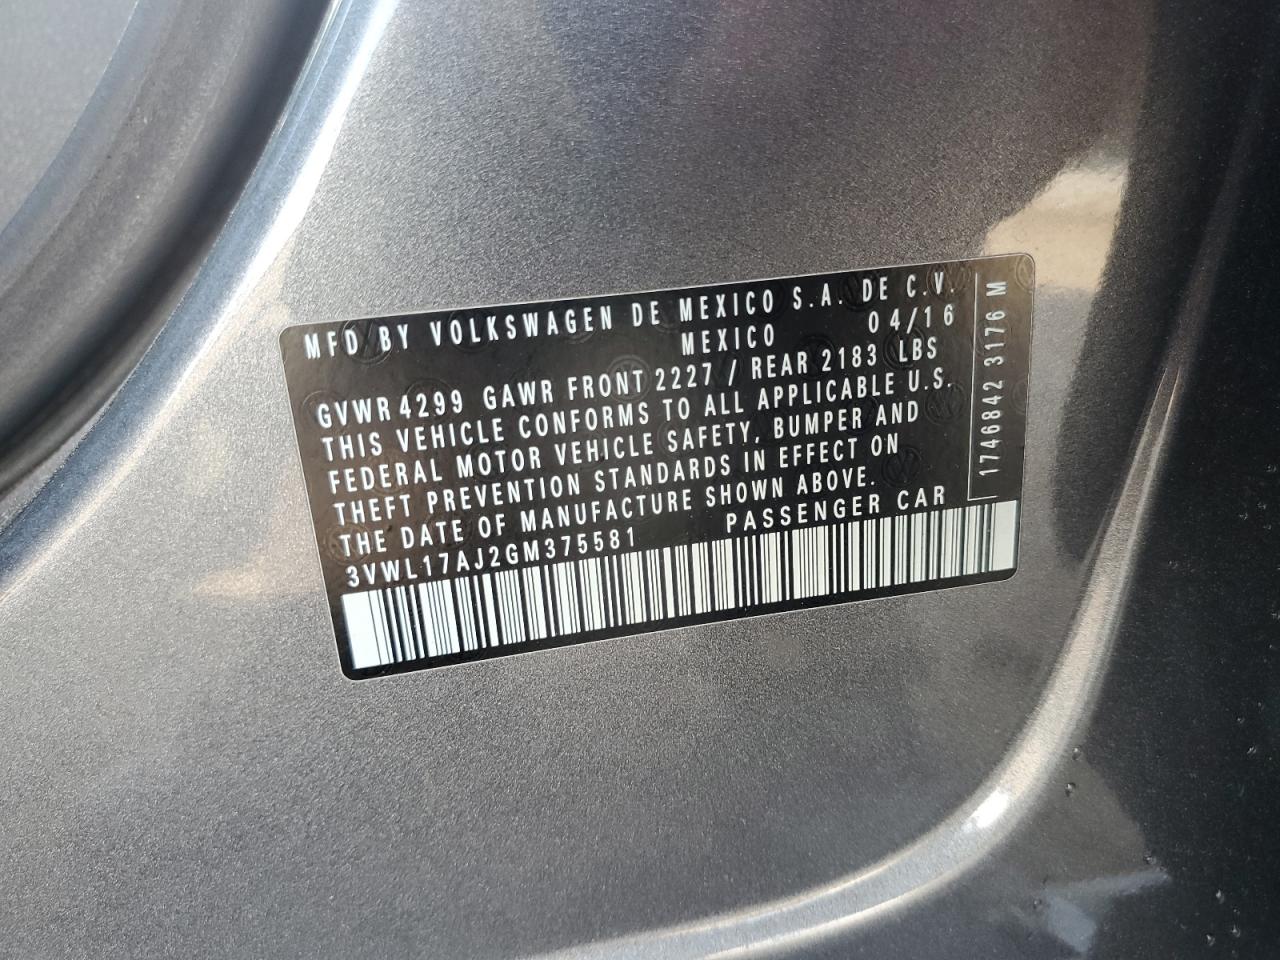 MFD BY VOLKSWAGEN DE MEXICO S.A. DE C.V.
MEXICO 04/16
GVWR 4299 GAWR FRONT 2227 / REAR 2183 LBS
THIS VEHICLE CONFORMS TO ALL APPLICABLE U.S.
FEDERAL MOTOR VEHICLE SAFETY, BUMPER AND
THEFT PREVENTION STANDARDS IN EFFECT ON
THE DATE OF MANUFACTURE SHOWN ABOVE.
3VWL17AJ2GM375581 PASSENGER CAR
1746842 3176 M